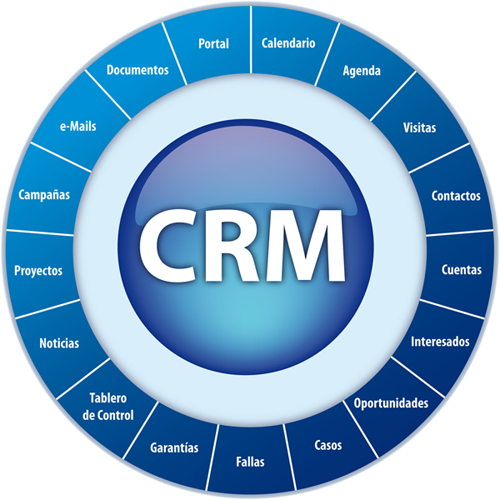 Portal
Calendario
Agenda
Visitas
Contactos
Cuentas
Interesados
Oportunidades
Casos
Fallas
Garantías
Tablero
de Control
Noticias
Proyectos
Campañas
e-Mails
Documentos
CRM